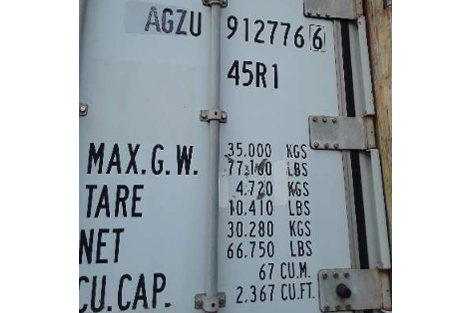 AGZU 912776 6
45R1
MAX.G.W. 35.000 KGS
77.160 LBS
TARE 4.720 KGS
10.410 LBS
NET 30.280 KGS
66.750 LBS
CU.CAP. 67 CU.M.
2.367 CU.FT.